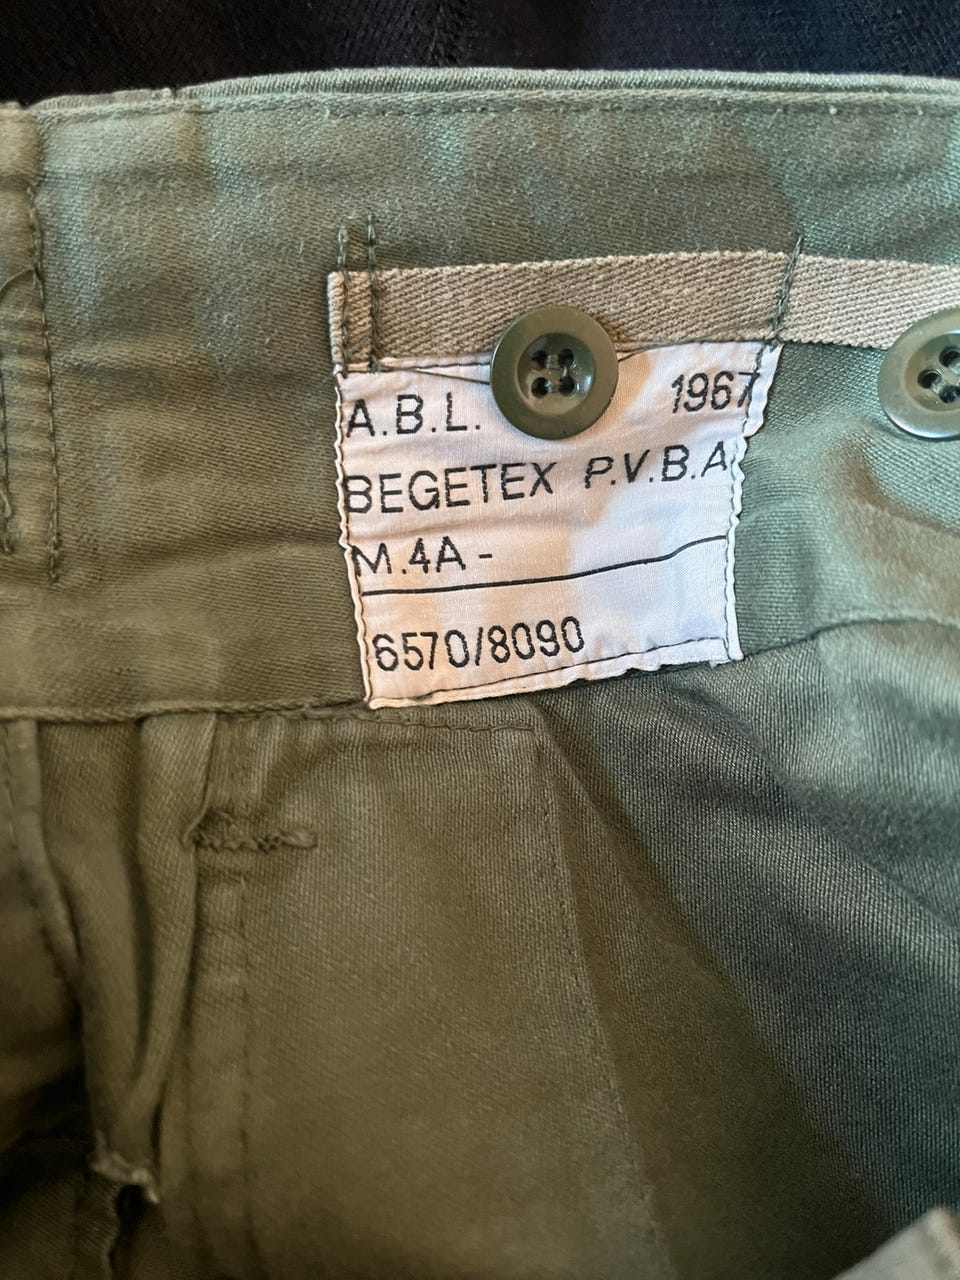 A.B.L. 1967
BEGETEX P.V.B.A
M.4A -
6570/8090